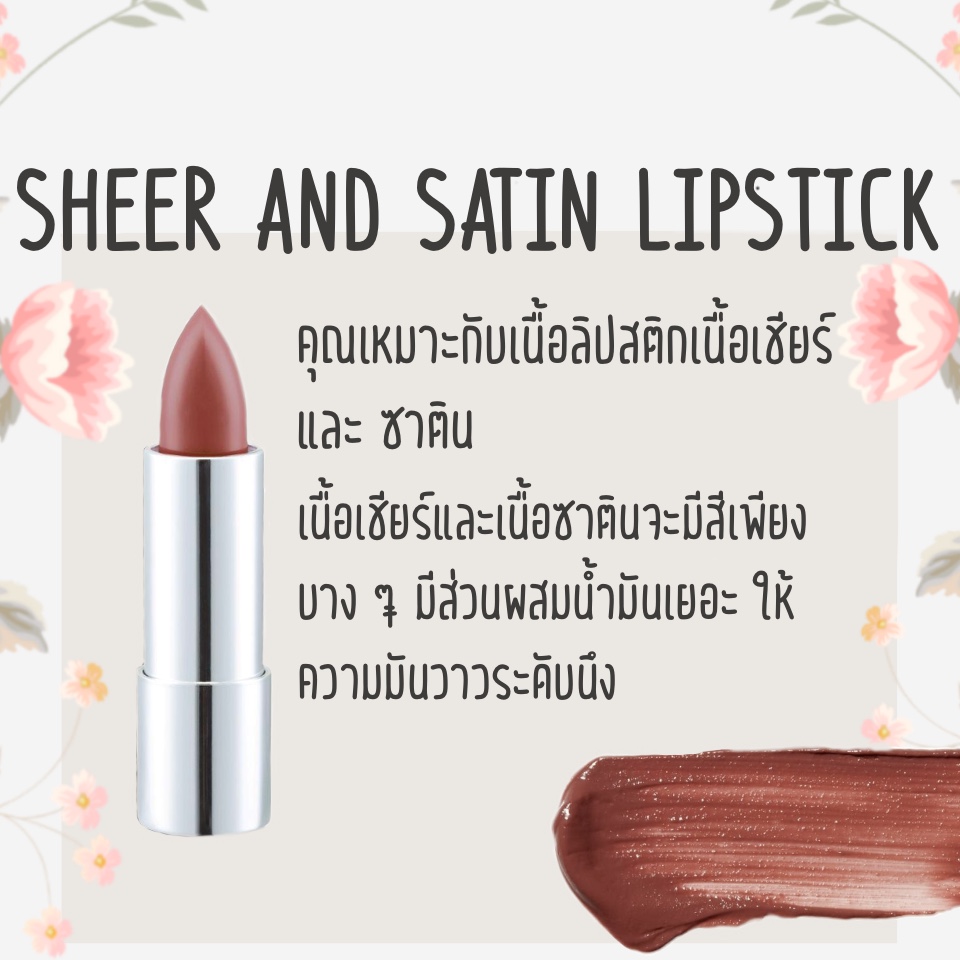 SHEER AND SATIN LIPSTICK
คุณเหมาะกับเนื้อลิปสติกเนื้อเชียร์
และ ซาติน
เนื้อเชียร์และเนื้อซาตินจะมีสีเพียง
บาง ๆ มีส่วนผสมน้ำมันเยอะ ให้
ความมันวาวระคับนึง